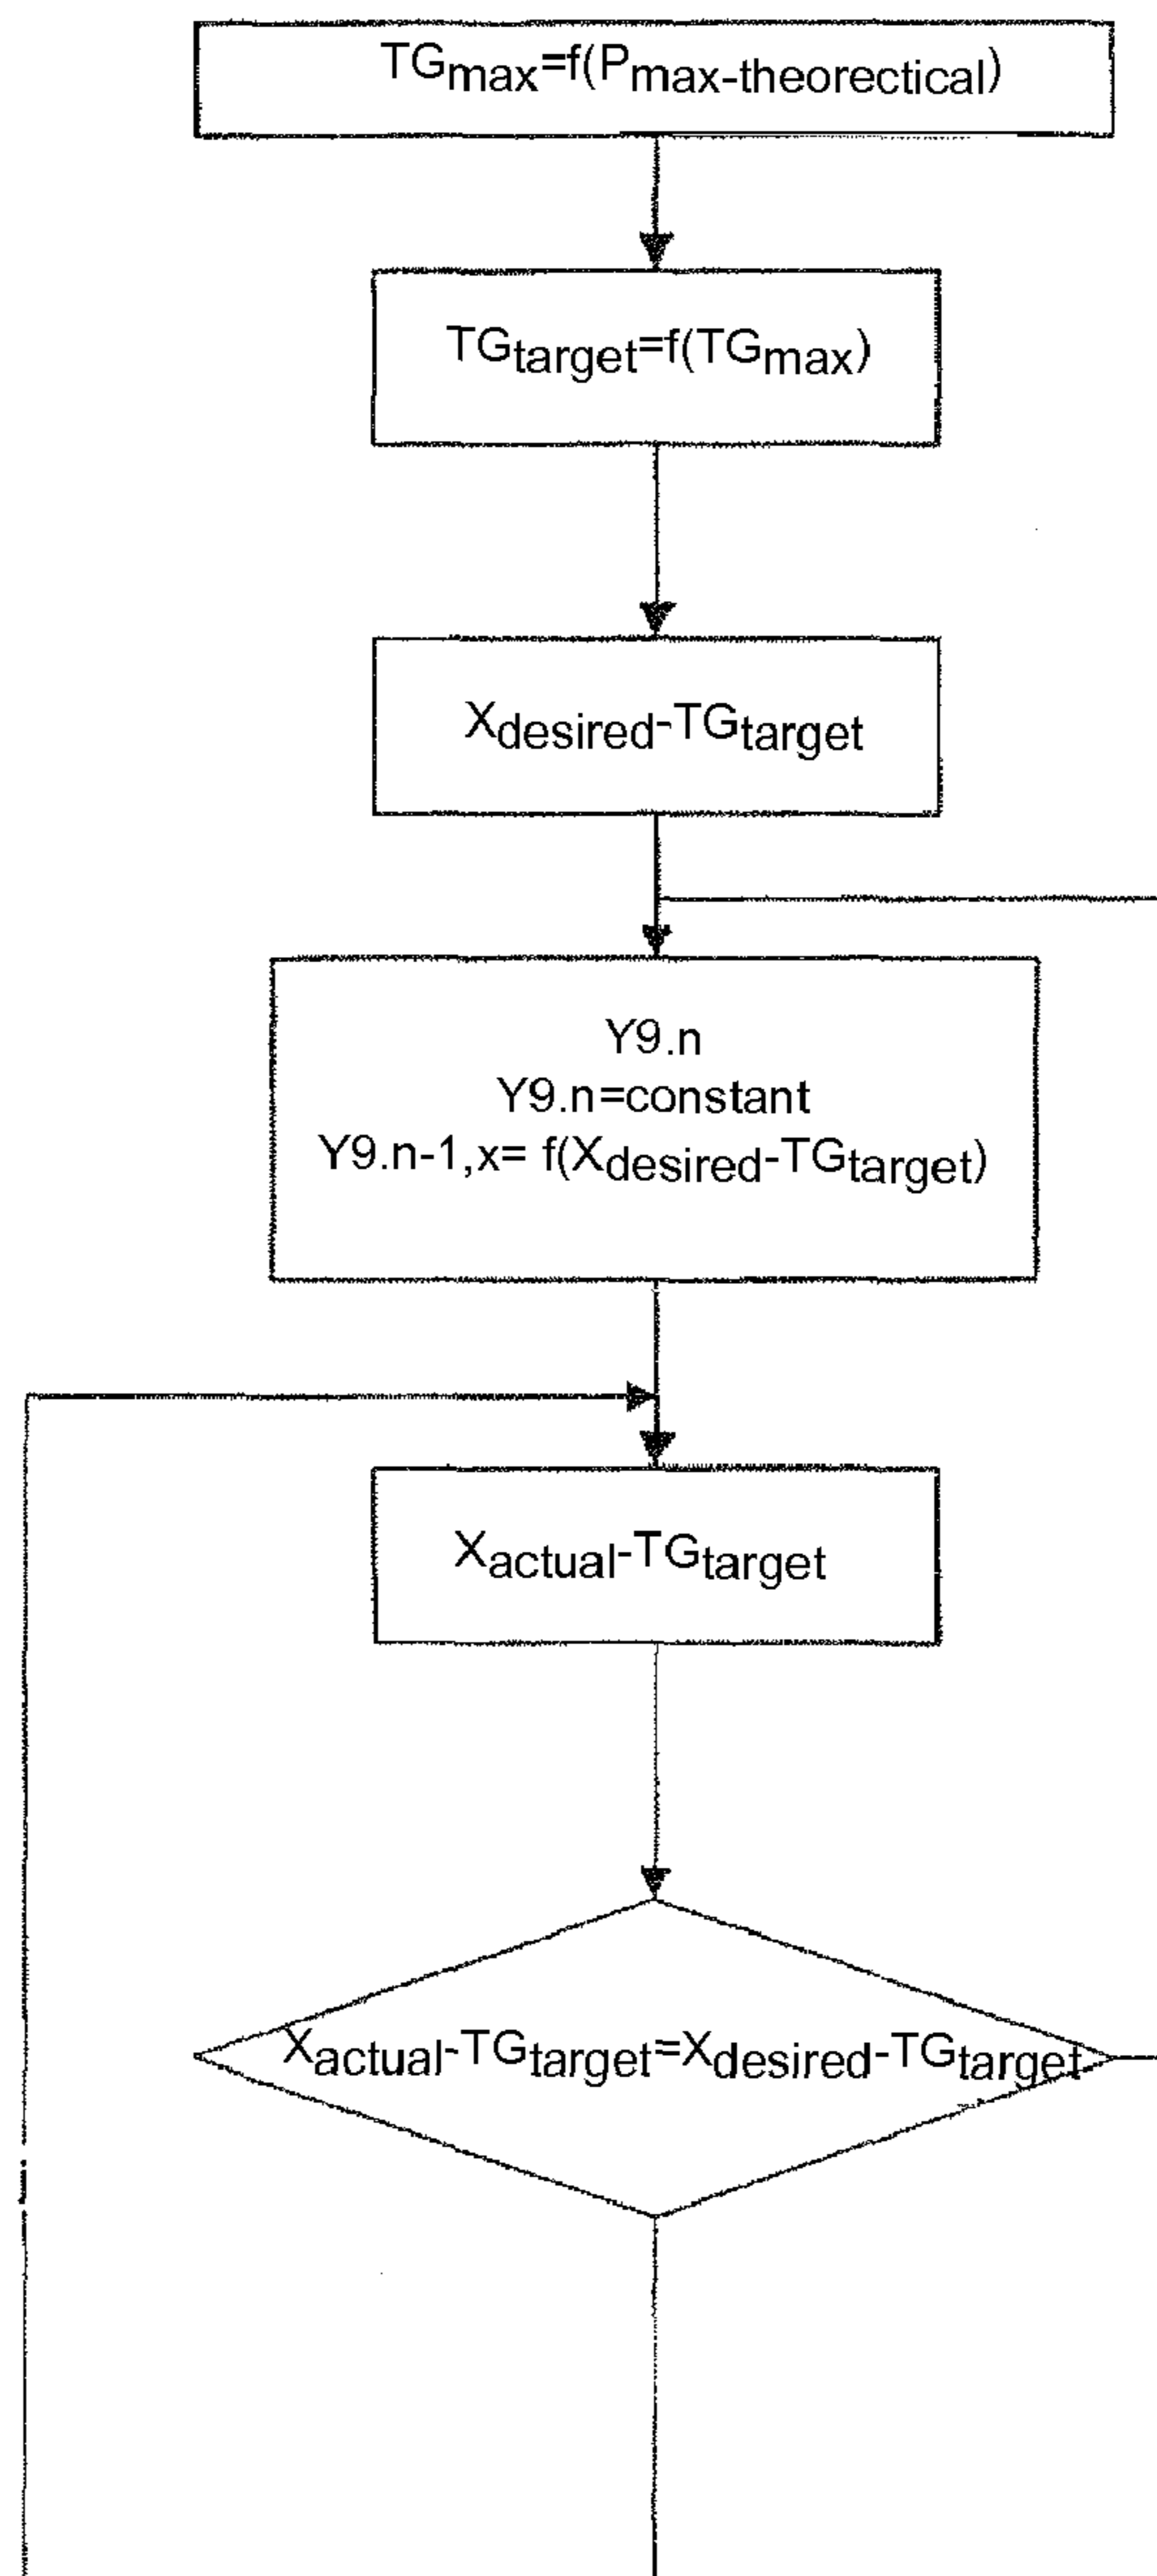 TGmax=f(Pmax-theorectical)
TGtarget=f(TGmax)
Xdesired-TGtarget
Y9.n
Y9.n=constant
Y9.n-1,x= f(Xdesired-TGtarget)
Xactual-TGtarget
Xactual-TGtarget=Xdesired-TGtarget